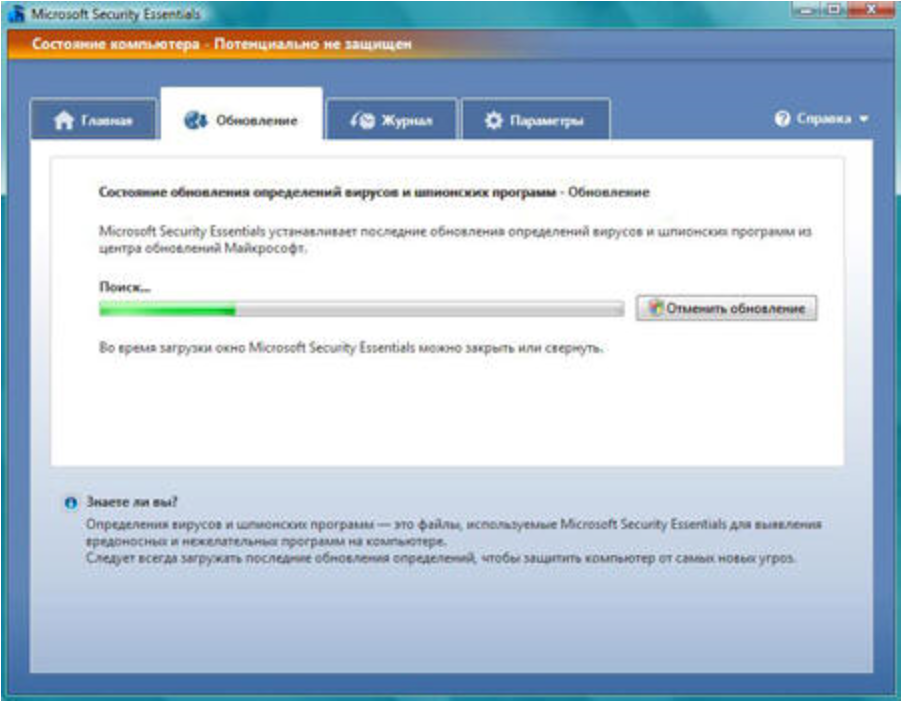 Microsoft Security Essentials
Состояние компьютера - Потенциально не защищен
Главная
Обновление
Журнал
Параметры
Справка
Состояние обновления определений вирусов и шпионских программ - Обновление
Microsoft Security Essentials устанавливает последние обновления определений вирусов и шпионских программ из
центра обновлений Майкрософт.
Поиск...
Отменить обновление
Во время загрузки окно Microsoft Security Essentials можно закрыть или свернуть.
Знаете ли вы?
Определения вирусов и шпионских программ — это файлы, используемые Microsoft Security Essentials для выявления
вредоносных и нежелательных программ на компьютере.
Следует всегда загружать последние обновления определений, чтобы защитить компьютер от самых новых угроз.